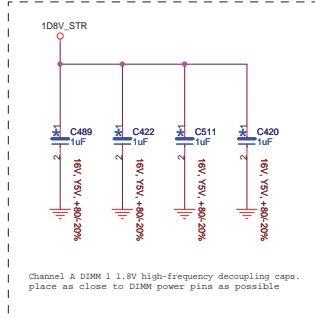 1D8V_STR
1 C489 1 C422 1 C511 1 C420
1uF 1uF 1uF 1uF
2 2 2 2
16V, Y5V, +80/-20% 16V, Y5V, +80/-20% 16V, Y5V, +80/-20% 16V, Y5V, +80/-20%
Channel A DIMM 1 1.8V high-frequency decoupling caps.
place as close to DIMM power pins as possible